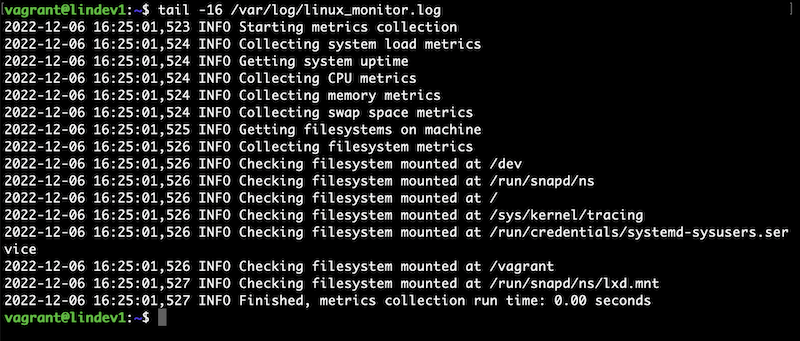 vagrant@lindev1:~$ tail -16 /var/log/linux_monitor.log
2022-12-06 16:25:01,523 INFO Starting metrics collection
2022-12-06 16:25:01,524 INFO Collecting system load metrics
2022-12-06 16:25:01,524 INFO Getting system uptime
2022-12-06 16:25:01,524 INFO Collecting CPU metrics
2022-12-06 16:25:01,524 INFO Collecting memory metrics
2022-12-06 16:25:01,524 INFO Collecting swap space metrics
2022-12-06 16:25:01,525 INFO Getting filesystems on machine
2022-12-06 16:25:01,526 INFO Collecting filesystem metrics
2022-12-06 16:25:01,526 INFO Checking filesystem mounted at /dev
2022-12-06 16:25:01,526 INFO Checking filesystem mounted at /run/snapd/ns
2022-12-06 16:25:01,526 INFO Checking filesystem mounted at /
2022-12-06 16:25:01,526 INFO Checking filesystem mounted at /sys/kernel/tracing
2022-12-06 16:25:01,526 INFO Checking filesystem mounted at /run/credentials/systemd-sysusers.ser
vice
2022-12-06 16:25:01,526 INFO Checking filesystem mounted at /vagrant
2022-12-06 16:25:01,527 INFO Checking filesystem mounted at /run/snapd/ns/lxd.mnt
2022-12-06 16:25:01,527 INFO Finished, metrics collection run time: 0.00 seconds
vagrant@lindev1:~$